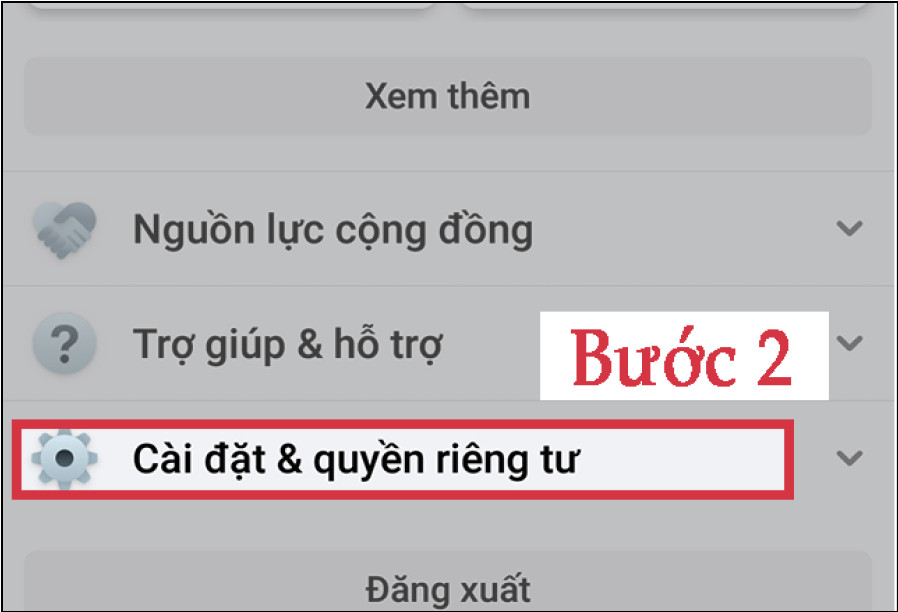 Xem thêm
Nguồn lực cộng đồng
Trợ giúp & hỗ trợ
Bước 2
Cài đặt & quyền riêng tư
Đăng xuất